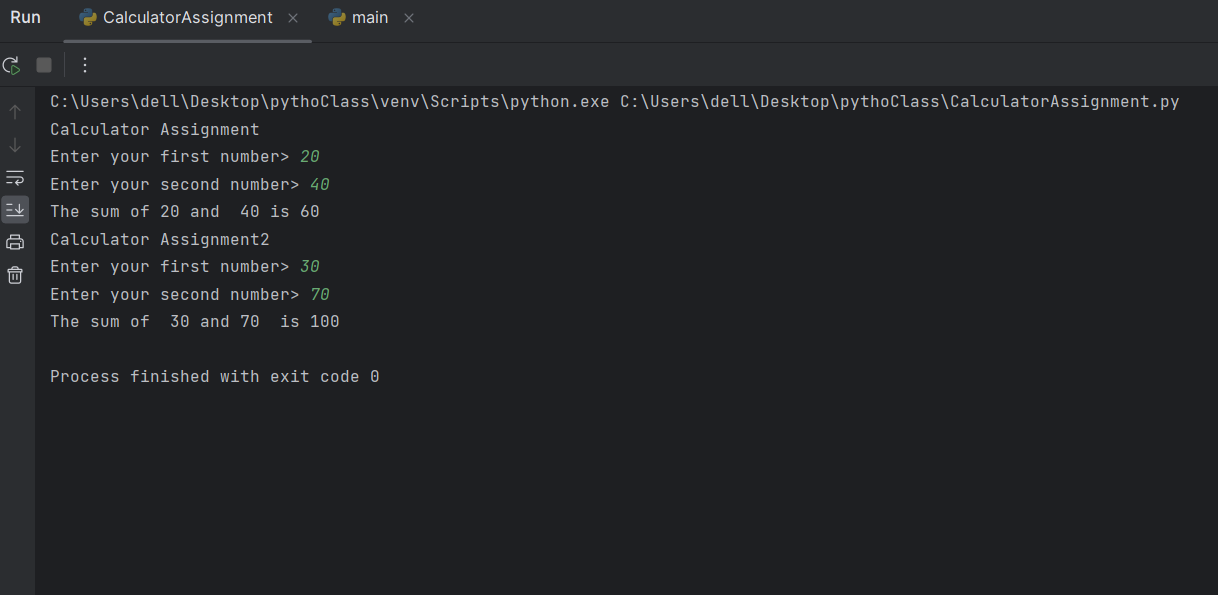 Run CalculatorAssignment main
C:\Users\dell\Desktop\pythoClass\venv\Scripts\python.exe C:\Users\dell\Desktop\pythoClass\CalculatorAssignment.py
Calculator Assignment
Enter your first number> 20
Enter your second number> 40
The sum of 20 and  40 is 60
Calculator Assignment2
Enter your first number> 30
Enter your second number> 70
The sum of  30 and 70  is 100
Process finished with exit code 0